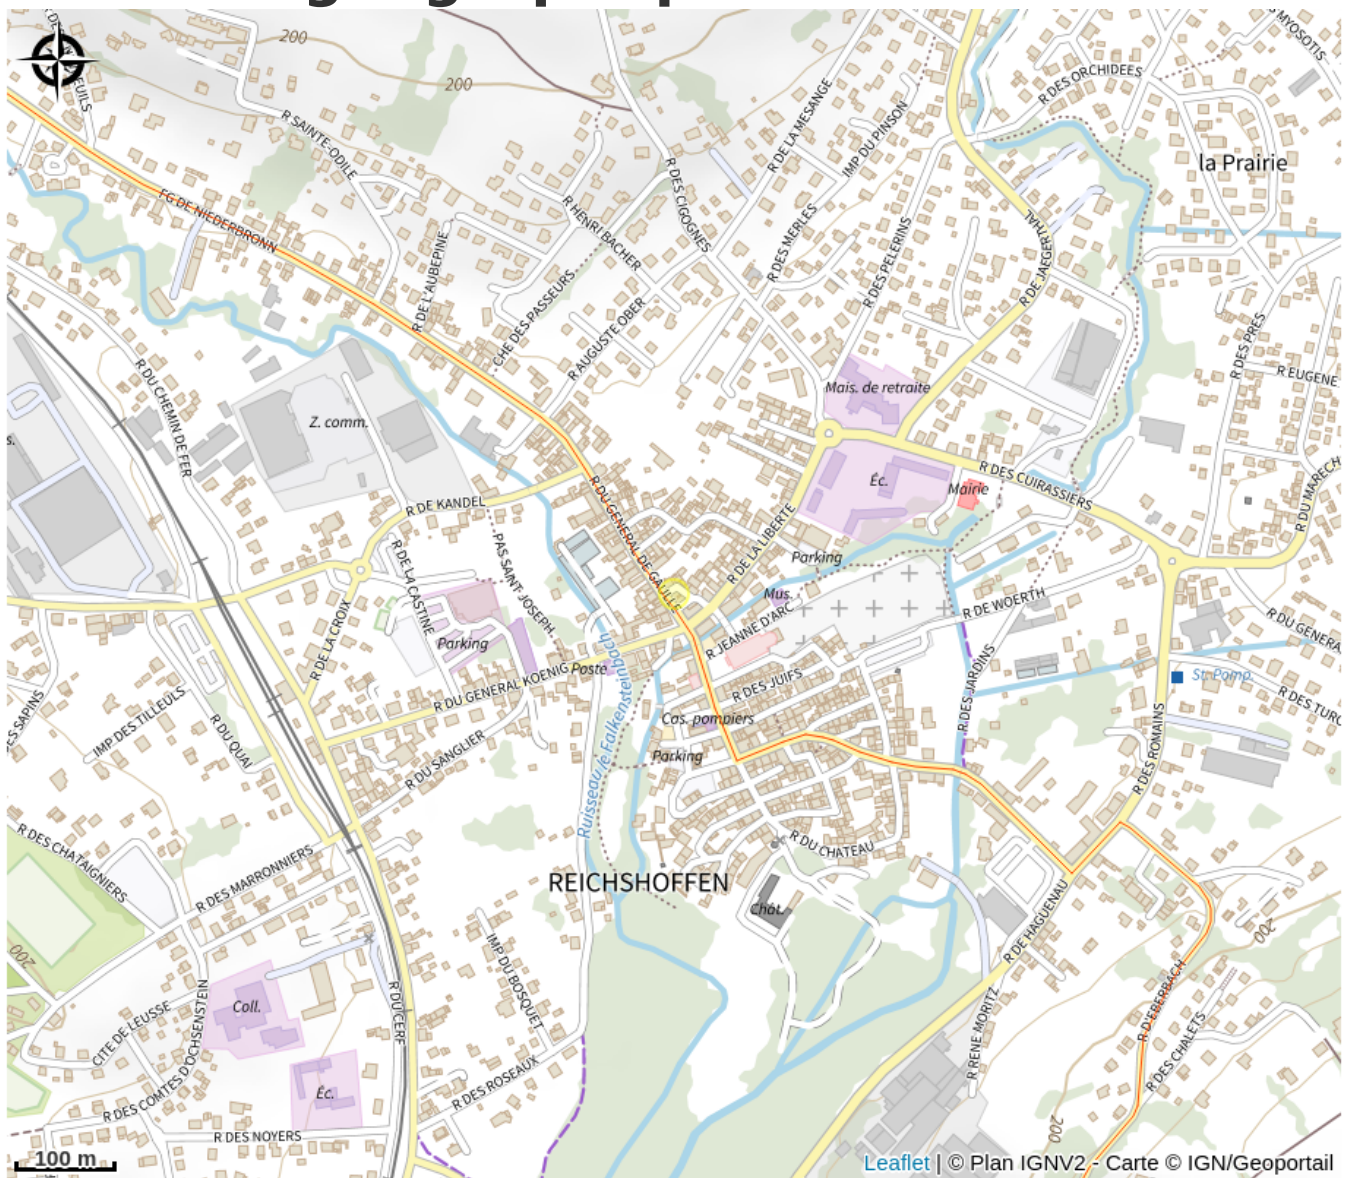 200
200
R DES ORCHIDEES
R SAINTE-ODILE
R DE LA MESANGE
IMP DU PINSON
la Prairie
R DES CIGOGNES
FG DE NIEDERBRONN
R HENRI BACHER
R DES MERLES
R DES PELERINS
R DE JAEGERTHAL
R DE L'AUBEPINE
CHE DES PASSEURS
R AUGUSTE OBER
R DES PRES
R EUGENE
R DU CHEMIN DE FER
Mais. de retraite
Z. comm.
s.
R DES CUIRASSIERS
Éc.
Mairie
R DU MARECH
R DE KANDEL
R DU GENERAL DE GAULLE
R DE LA LIBERTE
PAS SAINT-JOSEPH
R DE LA CASTINE
Parking
Mus.
R DE WOERTH
R DE LA CROIX
Parking
R JEANNE D'ARC
R DU GENERA
Poste
R DU GENERAL KOENIG
R DES JUIFS
R DES JARDINS
St. Pomp.
R DES TURC
ES SAPINS
IMP DES TILLEULS
R DU QUAI
R DU SANGLIER
Cas. pompiers
Parking
Ruisseau le Falkensteinbach
R DES ROMAINS
R DES CHATAIGNIERS
R DES MARRONNIERS
R DU CHATEAU
REICHSHOFFEN
Chât.
R DE HAGUENAU
200
200
IMP DU BOSQUET
Coll.
R DU CERF
CITE DE LEUSSE
R DES COMTES D'OCHSENSTEIN
R D'EBERBACH
R RENE MORITZ
R DES CHALETS
Éc.
R DES ROSEAUX
R DES NOYERS
200
100 m
Leaflet | © Plan IGNV2 - Carte © IGN/Geoportail